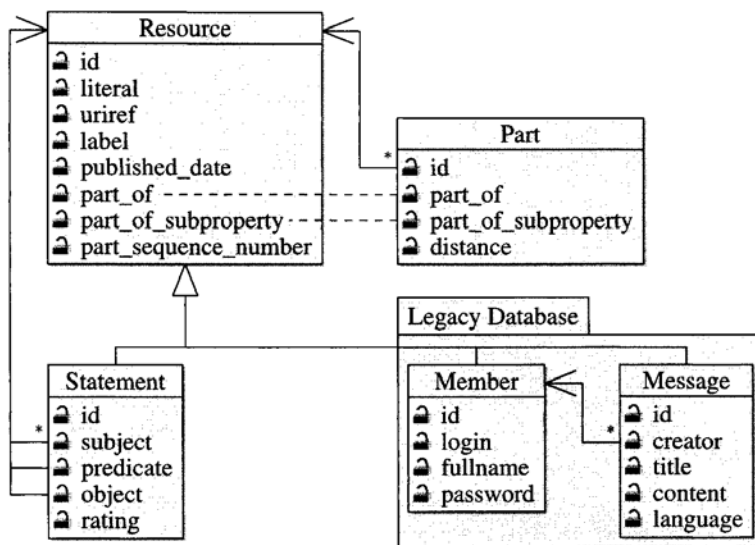 Resource
id
literal
uriref
label
published_date
part_of
part_of_subproperty
part_sequence_number
Part
*
id
part_of
part_of_subproperty
distance
Legacy Database
Statement
id
*
subject
predicate
object
rating
Member
id
login
fullname
password
Message
id
*
creator
title
content
language